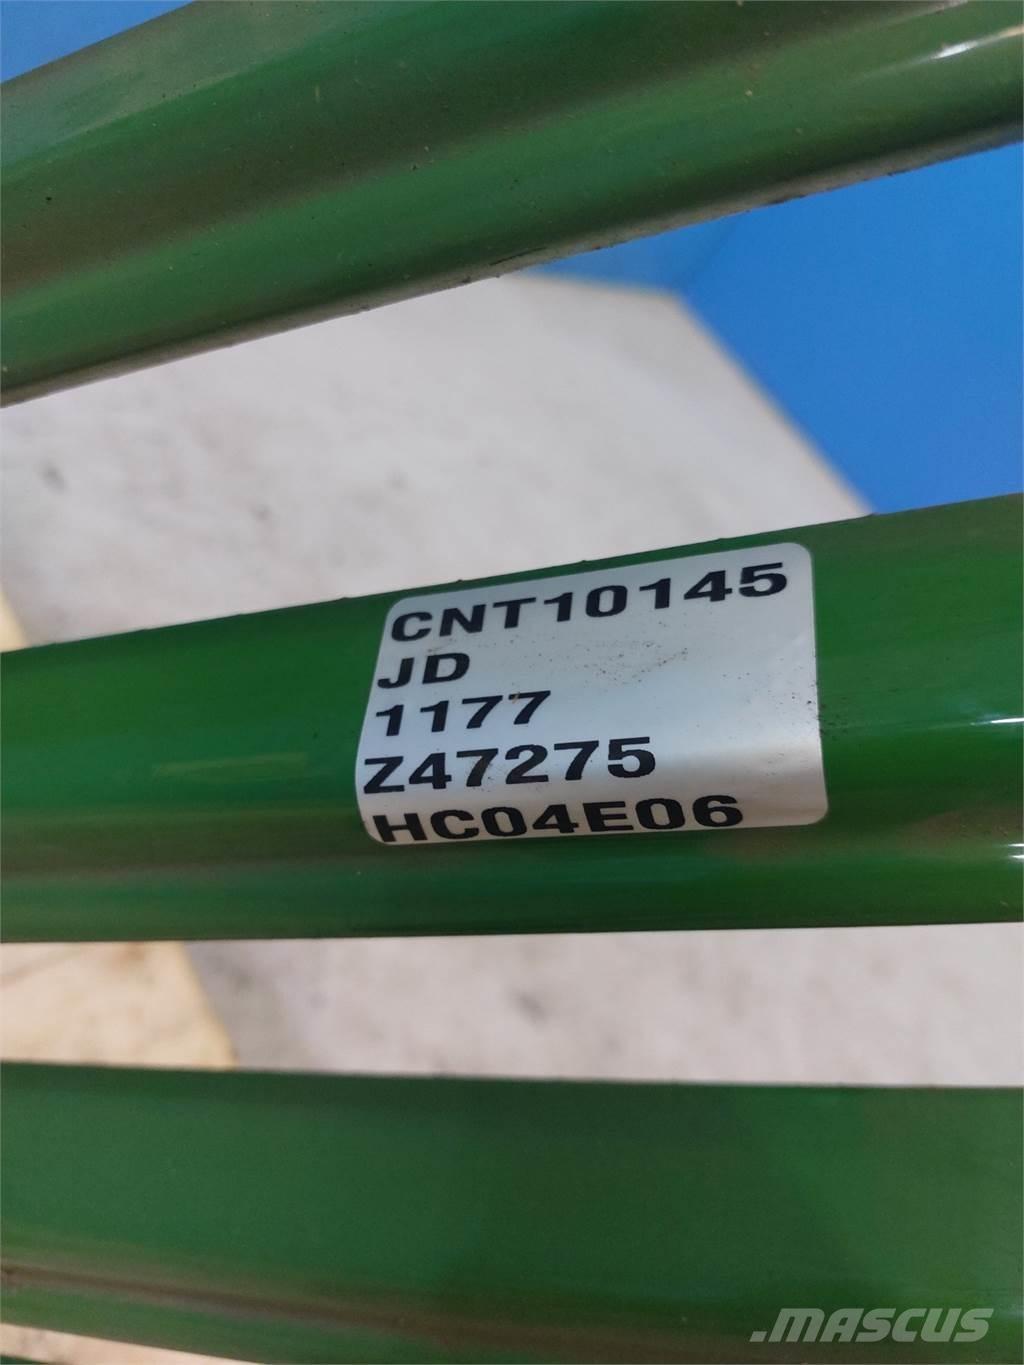 CNT10145
JD
1177
Z47275
HC04E06
.MASCUS